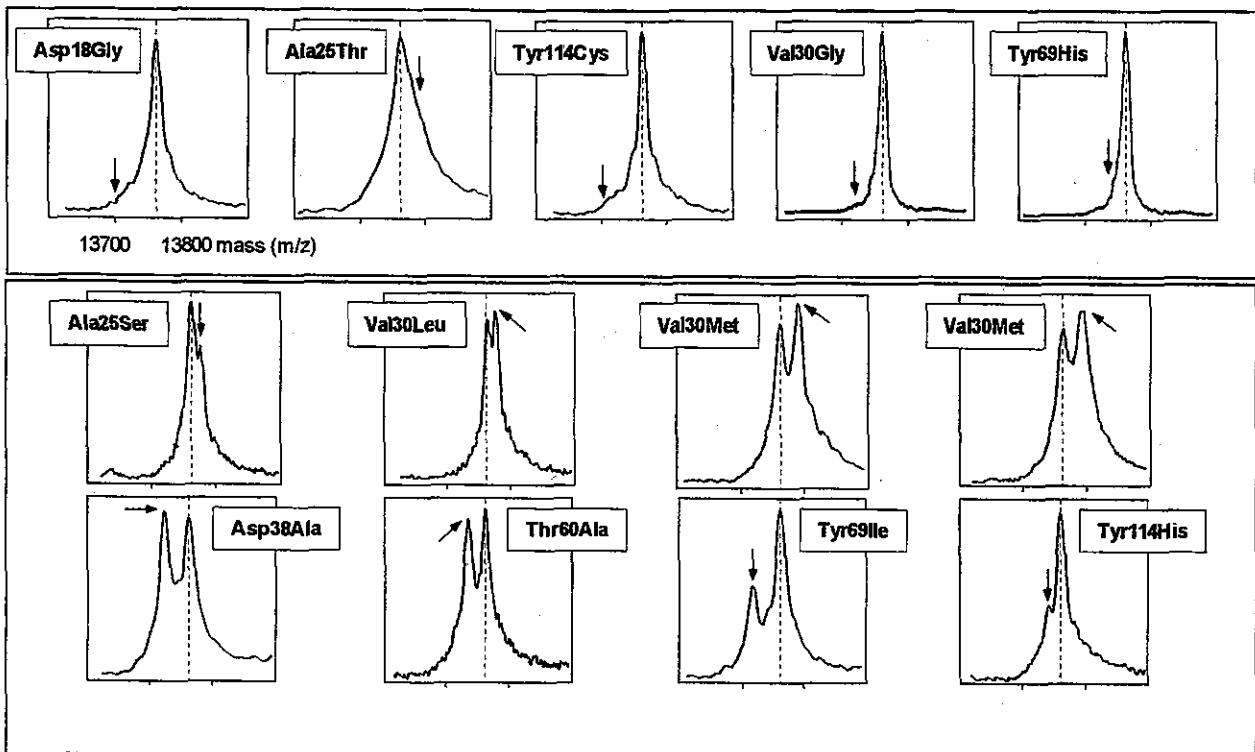 Asp18Gly Ala25Thr Tyr114Cys Val30Gly Tyr69His
13700 13800 mass (m/z)
Ala25Ser Val30Leu Val30Met Val30Met
Asp38Ala Thr60Ala Tyr69Ile Tyr114His